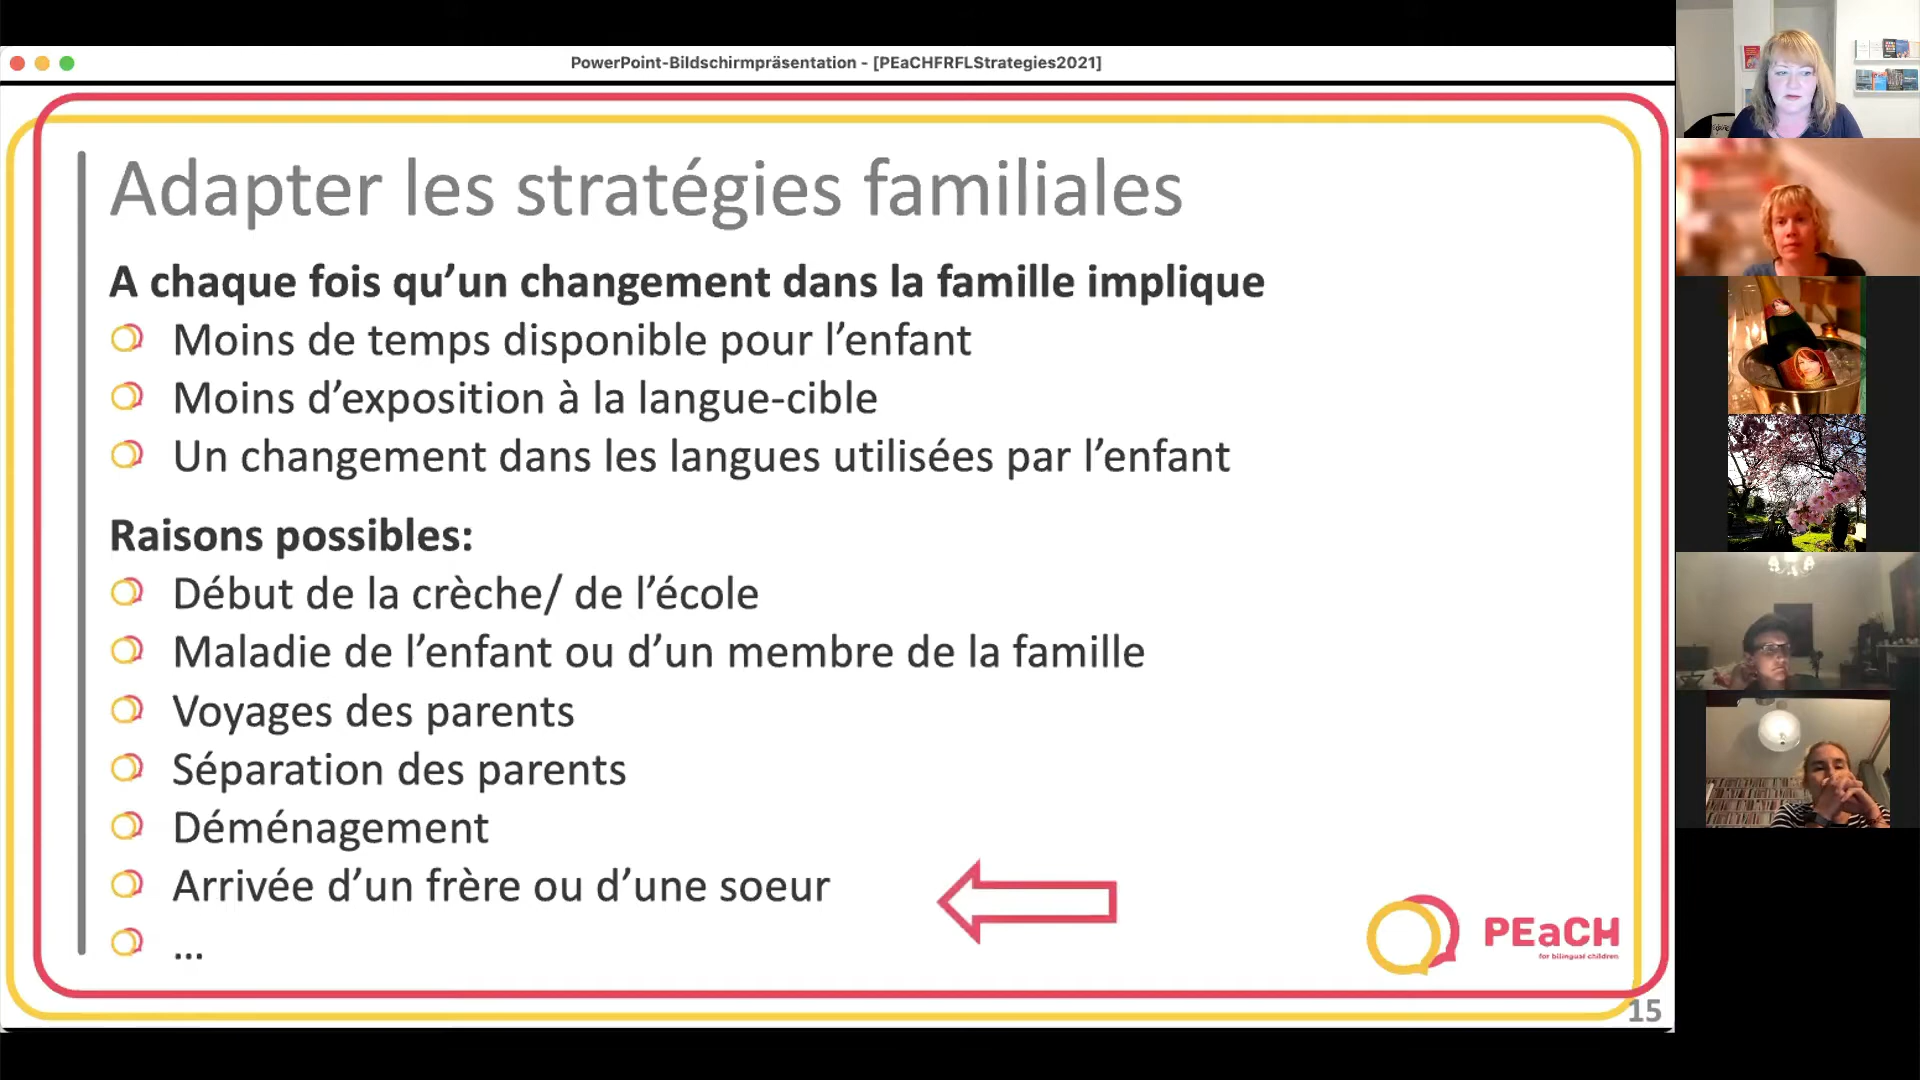 PowerPoint-Bildschirmpräsentation - [PEaCHFRFLStrategies2021]
Adapter les stratégies familiales
A chaque fois qu’un changement dans la famille implique
Moins de temps disponible pour l’enfant
Moins d’exposition à la langue-cible
Un changement dans les langues utilisées par l’enfant
Raisons possibles:
Début de la crèche/ de l’école
Maladie de l’enfant ou d’un membre de la famille
Voyages des parents
Séparation des parents
Déménagement
Arrivée d’un frère ou d’une soeur
...
PEaCH
for bilingual children
15